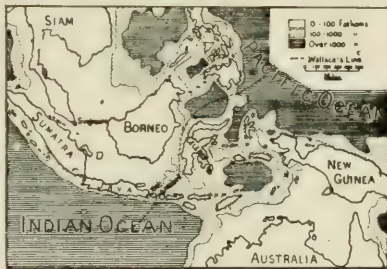 SIAM
0-100 Fathoms
100-1000 "
Over 1000 "
Wallace's Line
Miles
PACIFIC OCEAN
BORNEO
SUMATRA
D
JAVA
NEW
GUINEA
INDIAN OCEAN
AUSTRALIA